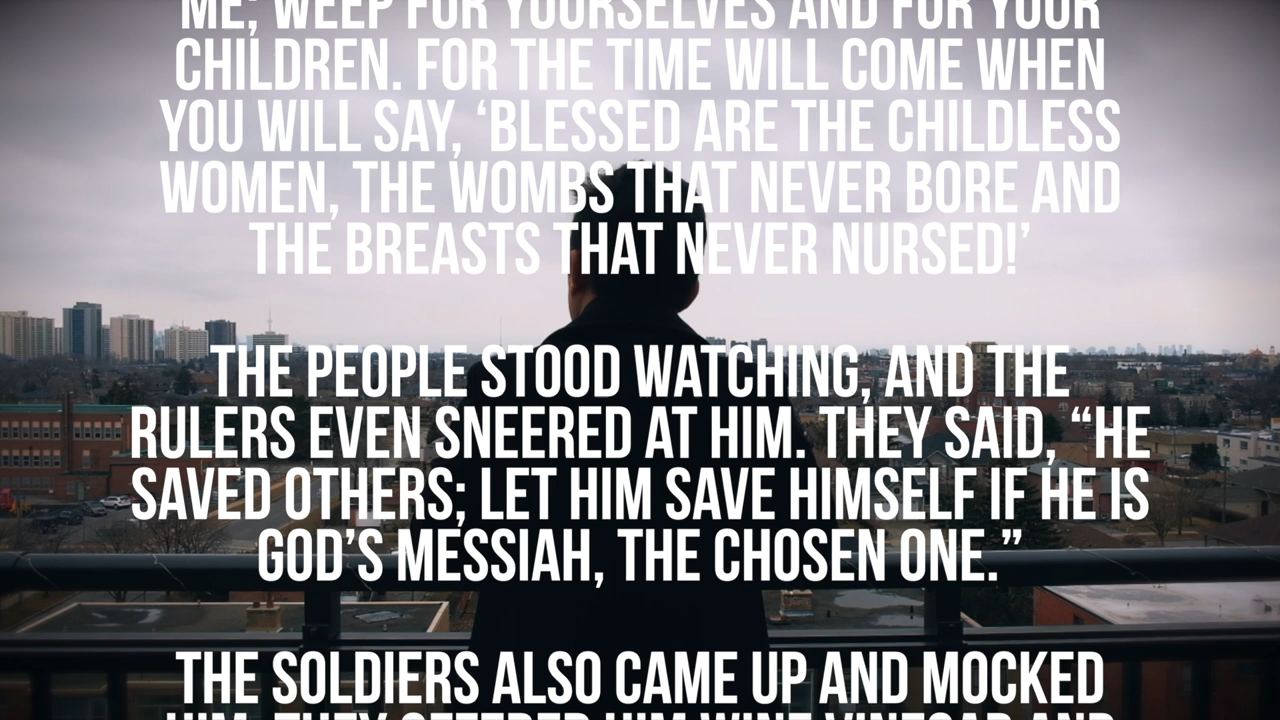 ME; WEEP FOR YOURSELVES AND FOR YOUR
CHILDREN. FOR THE TIME WILL COME WHEN
YOU WILL SAY, ‘BLESSED ARE THE CHILDLESS
WOMEN, THE WOMBS THAT NEVER BORE AND
THE BREASTS THAT NEVER NURSED!’
THE PEOPLE STOOD WATCHING, AND THE
RULERS EVEN SNEERED AT HIM. THEY SAID, “HE
SAVED OTHERS; LET HIM SAVE HIMSELF IF HE IS
GOD’S MESSIAH, THE CHOSEN ONE.”
THE SOLDIERS ALSO CAME UP AND MOCKED
HIM. THEY OFFERED HIM WINE VINEGAR AND